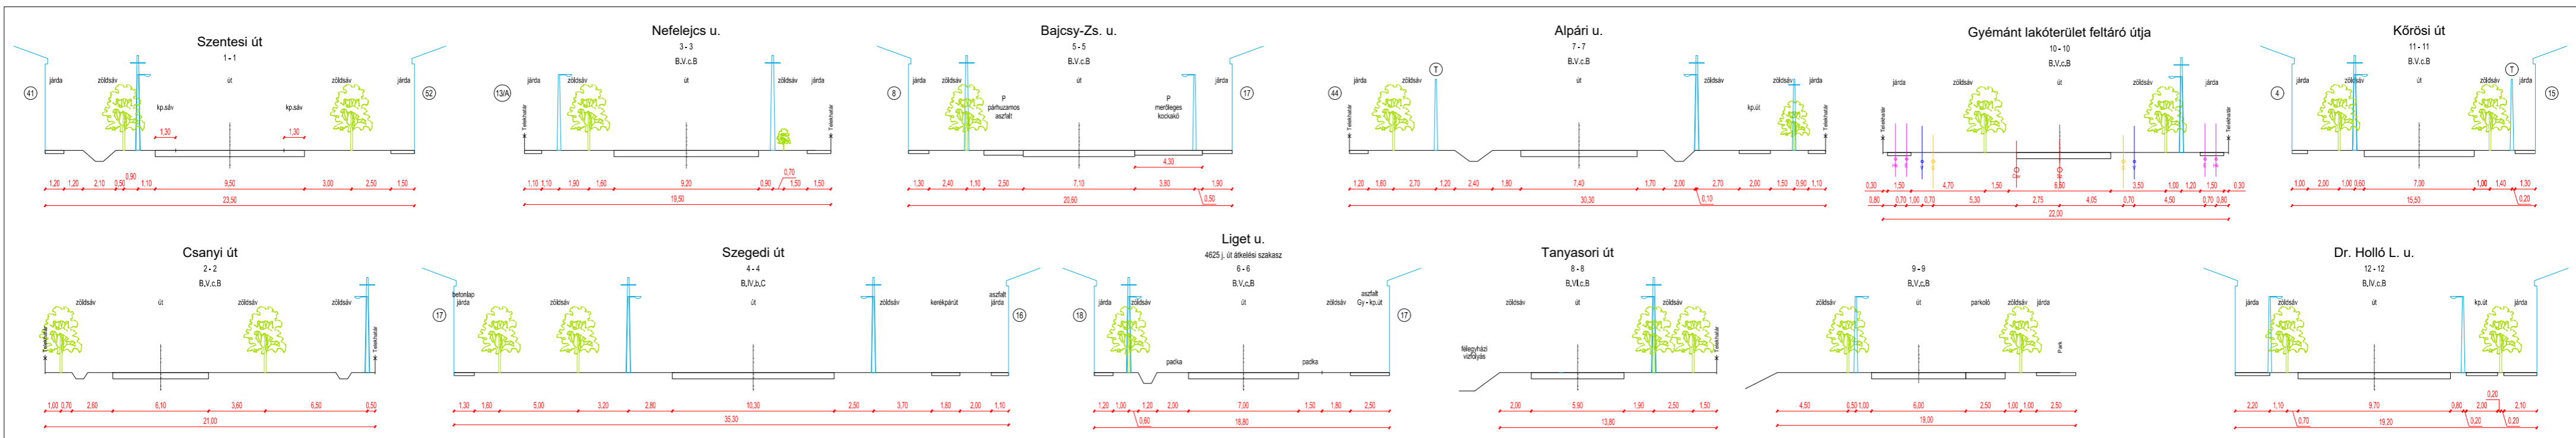 Szentesi út
1 - 1
járda zöldsáv út zöldsáv járda
41 kp.sáv kp.sáv 52
1,30 1,30
1,20 1,20 2,10 0,50 0,90 1,10 9,50 3,00 2,50 1,50
23,50
Nefelejcs u.
3 - 3
B.V.c.B
járda zöldsáv út zöldsáv járda
13/A Telekhatár Telekhatár
0,70
1,10 1,10 1,90 1,60 9,20 0,90 1,50 1,50
19,50
Bajcsy-Zs. u.
5 - 5
B.V.c.B
járda zöldsáv út járda
8 P párhuzamos aszfalt P merőleges kockakő 17
4,30
1,30 2,40 1,10 2,50 7,10 3,80 1,90
0,50
20,60
Alpári u.
7 - 7
B.V.c.B
T
járda zöldsáv út zöldsáv zöldsáv járda
44 Telekhatár kp.út Telekhatár
1,20 1,60 2,70 1,20 2,40 1,80 7,40 1,70 2,00 2,70 2,00 1,50 0,90 1,10
0,10
30,30
Gyémánt lakóterület feltáró útja
10 - 10
B,V,c,B
járda zöldsáv út zöldsáv járda
Telekhatár Telekhatár
0,30 1,50 4,70 1,50 6,60 3,50 1,00 1,20 1,50 0,30
0,80 0,70 1,00 0,70 5,30 2,75 4,05 0,70 4,50 0,70 0,80
22,00
Kőrösi út
11 - 11
B.V.c.B
T
járda zöldsáv út zöldsáv járda
4 15
1,00 2,00 1,00 0,60 7,00 1,00 1,40 1,30
0,20
15,50
Csanyi út
2 - 2
B,V,c,B
zöldsáv út zöldsáv zöldsáv
Telekhatár Telekhatár
1,00 0,70 2,60 6,10 3,60 6,50 0,50
21,00
Szegedi út
4 - 4
B,IV,b,C
betonlap járda zöldsáv zöldsáv út zöldsáv kerékpárút aszfalt járda
17 16
1,30 1,60 5,00 3,20 2,80 10,30 2,50 3,70 1,80 2,00 1,10
35,30
Liget u.
4625 j. út átkelési szakasz
6 - 6
B.V,c,B
járda zöldsáv út zöldsáv aszfalt Gy - kp.út
18 17
padka padka
1,20 1,00 1,20 2,00 7,00 1,50 1,80 2,50
0,60
18,80
Tanyasori út
8 - 8
B,VI,c,B
zöldsáv út zöldsáv
félegyházi vízfolyás Telekhatár
2,00 5,90 1,90 2,50 1,50
13,80
9 - 9
B,V,c,B
zöldsáv út parkoló zöldsáv járda
Park
4,50 0,50 1,00 6,00 2,50 1,00 1,00 2,50
19,00
Dr. Holló L. u.
12 - 12
B,IV,c,B
járda zöldsáv út kp.út járda
0,20
2,20 1,10 9,70 0,80 2,00 2,10
0,70 0,20 0,20
19,20